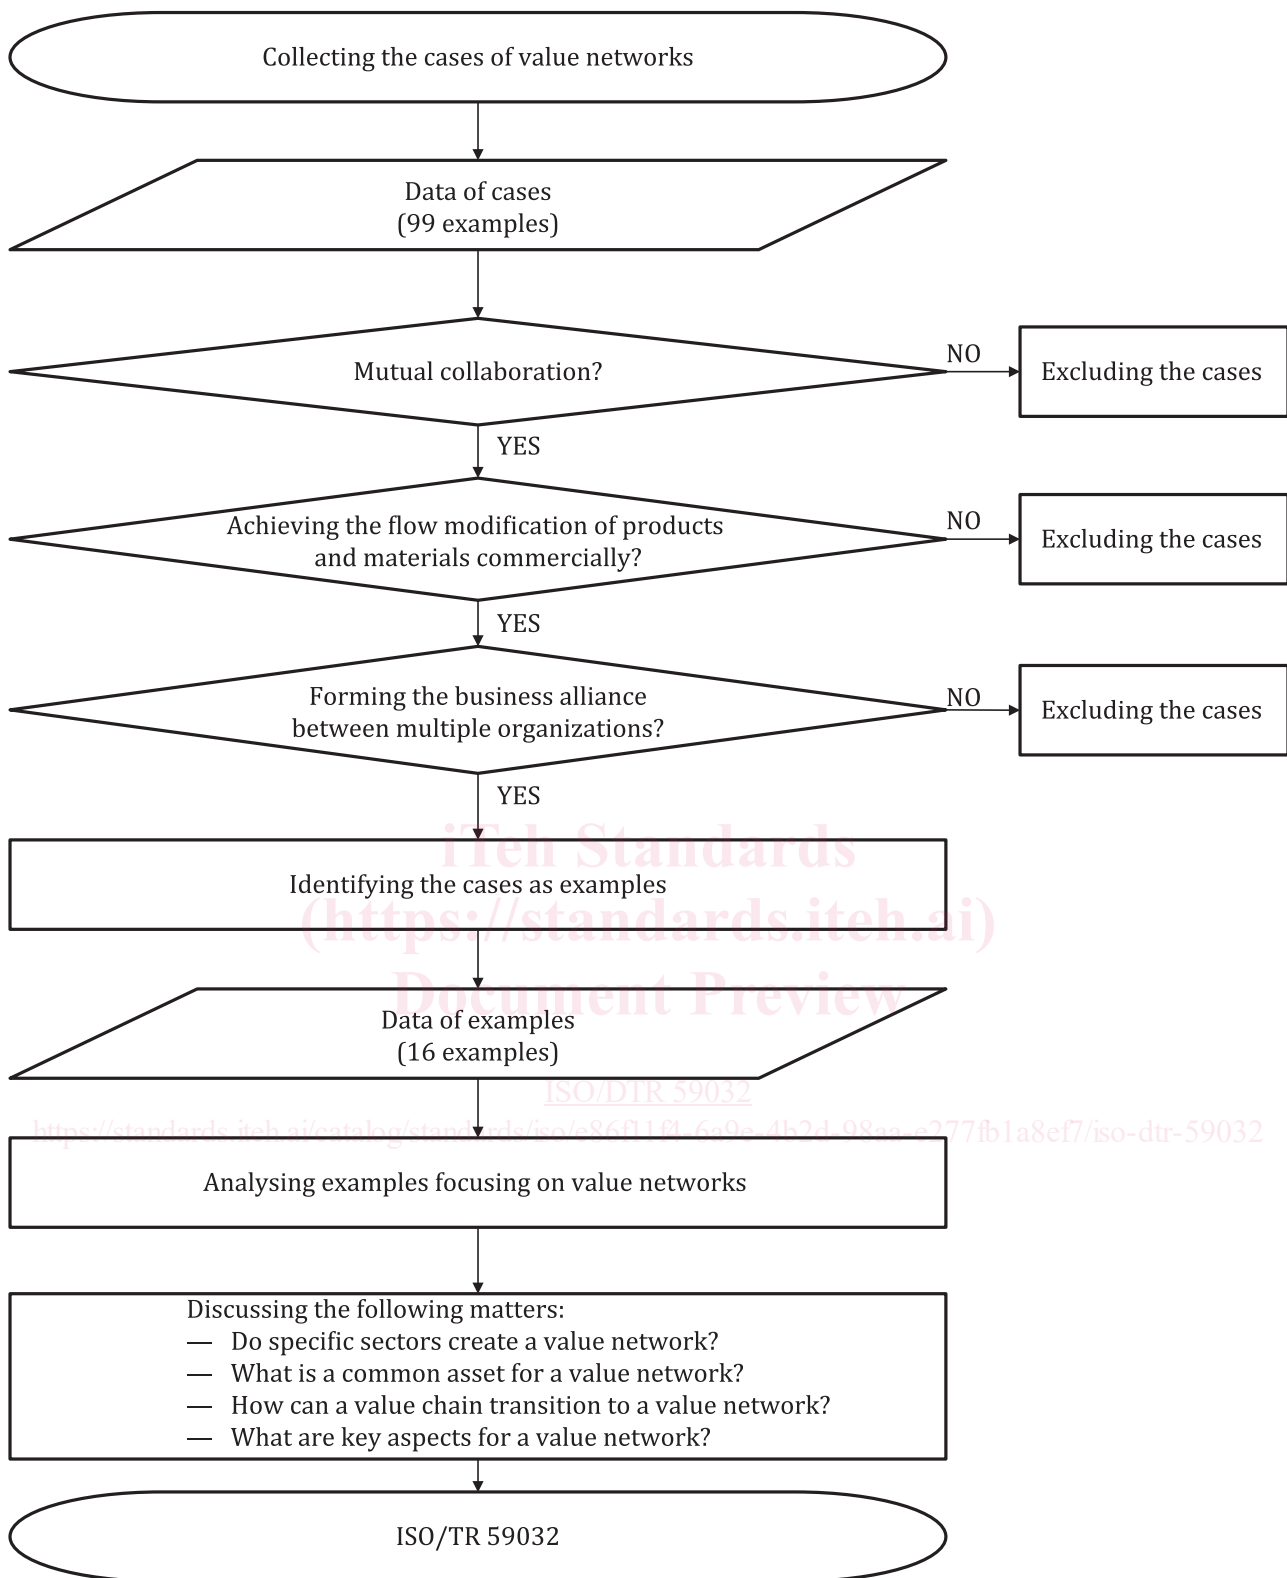 Collecting the cases of value networks
Data of cases
(99 examples)
Mutual collaboration?
NO
Excluding the cases
YES
Achieving the flow modification of products
and materials commercially?
NO
Excluding the cases
YES
Forming the business alliance
between multiple organizations?
NO
Excluding the cases
YES
iTeh Standards
Identifying the cases as examples
(https://standards.iteh.ai)
Document Preview
Data of examples
(16 examples)
ISO/DTR 59032
https://standards.iteh.ai/catalog/standards/iso/e86f11f4-6a9e-4b2d-98aa-e277fb1a8ef7/iso-dtr-59032
Analysing examples focusing on value networks
Discussing the following matters:
— Do specific sectors create a value network?
— What is a common asset for a value network?
— How can a value chain transition to a value network?
— What are key aspects for a value network?
ISO/TR 59032